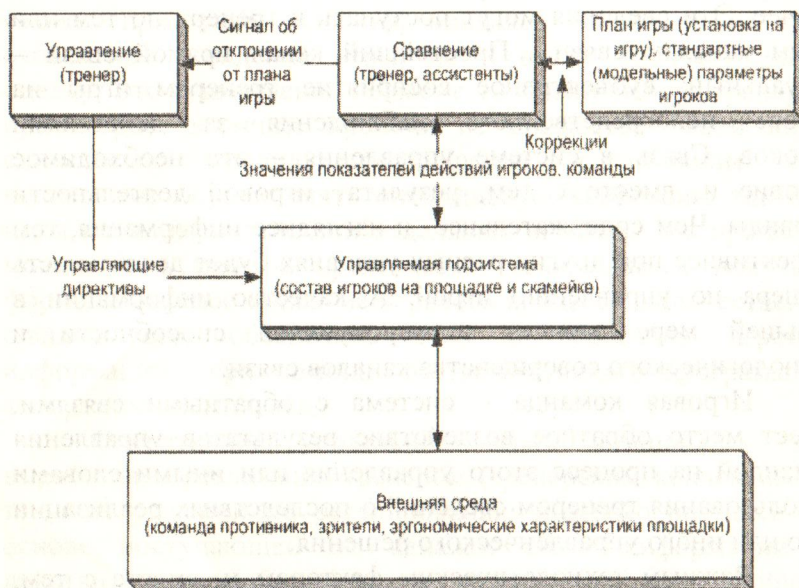 Управление
(тренер)
Сигнал об
отклонении
от плана
игры
Сравнение
(тренер, ассистенты)
План игры (установка на
игру), стандартные
(модельные) параметры
игроков
Коррекции
Значения показателей действий игроков, команды
Управляющие
директивы
Управляемая подсистема
(состав игроков на площадке и скамейке)
Внешняя среда
(команда противника, зрители, эргономические характеристики площадки)